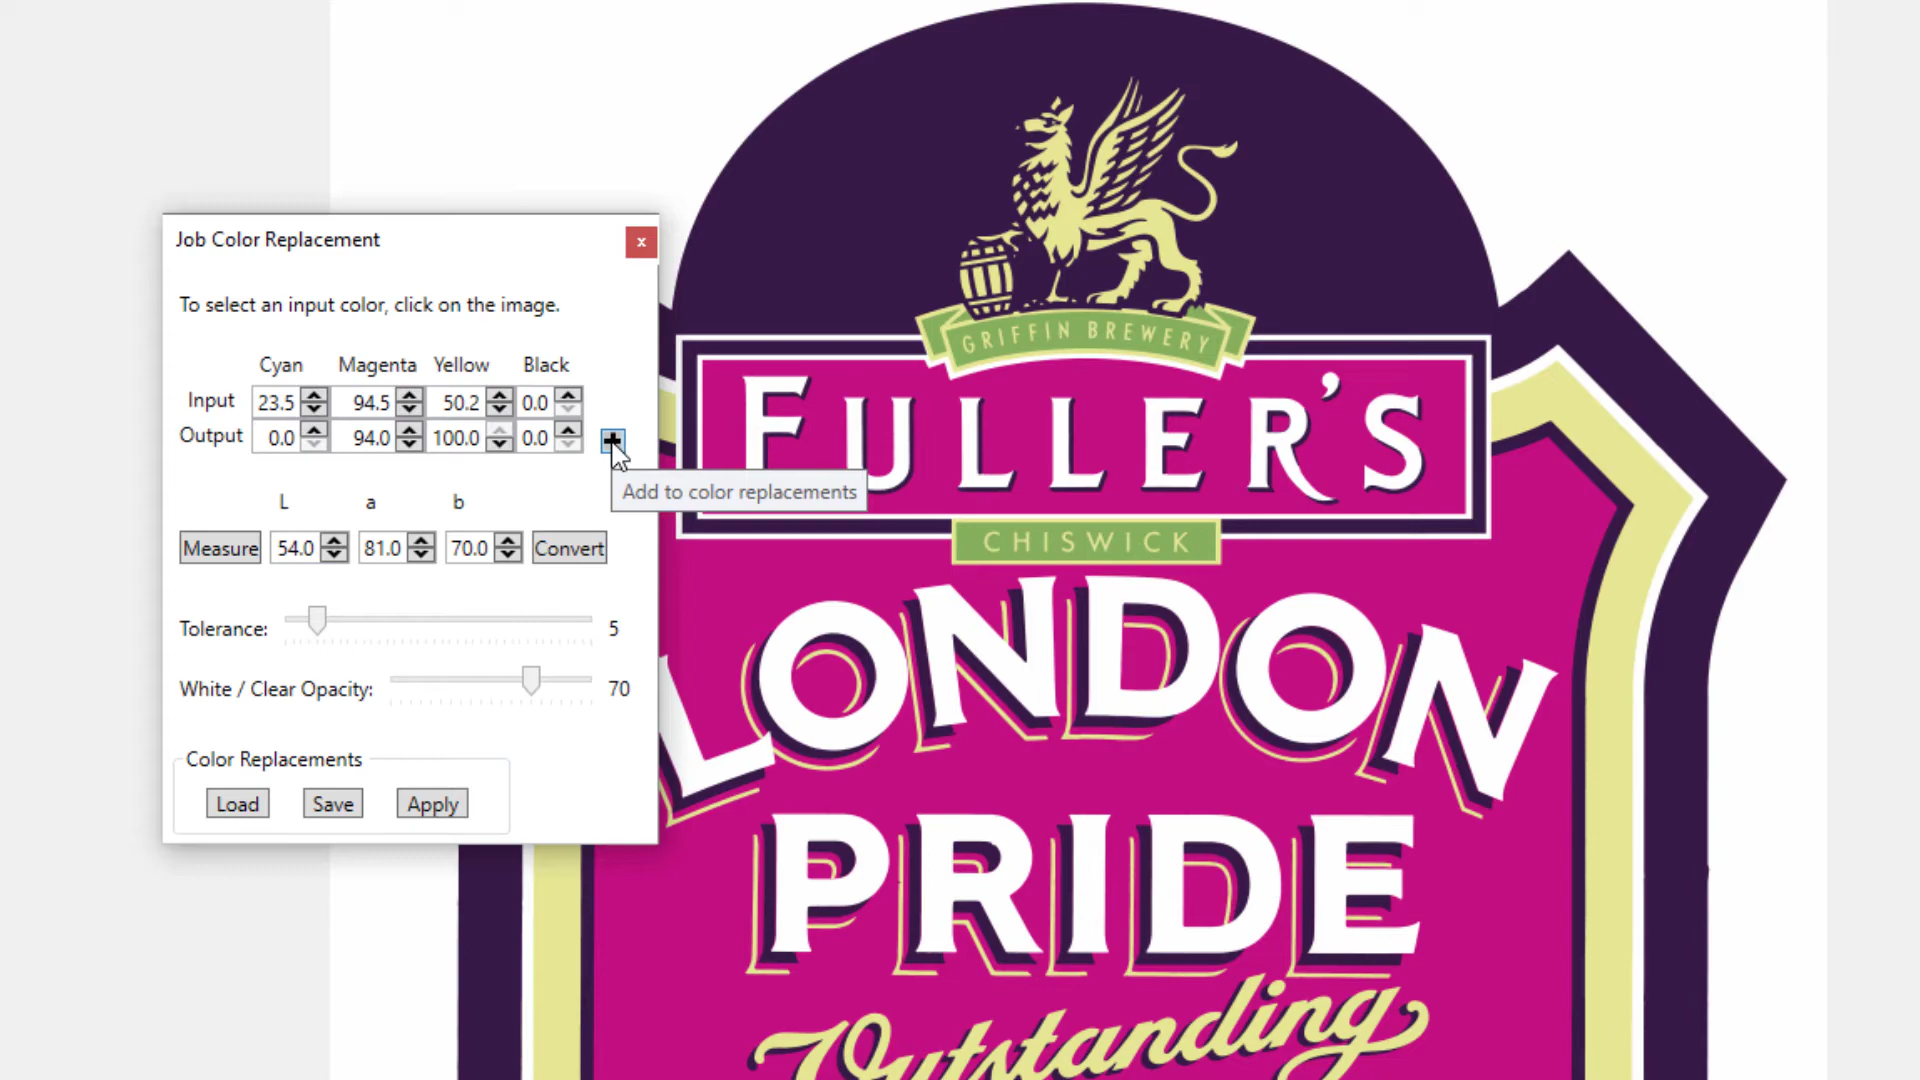 Job Color Replacement
x
To select an input color, click on the image.
Cyan Magenta Yellow Black
Input 23.5 94.5 50.2 0.0
Output 0.0 94.0 100.0 0.0
Add to color replacements
L a b
Measure 54.0 81.0 70.0 Convert
Tolerance: 5
White / Clear Opacity: 70
Color Replacements
Load Save Apply
GRIFFIN BREWERY
FULLER'S
CHISWICK
LONDON
PRIDE
Outstanding